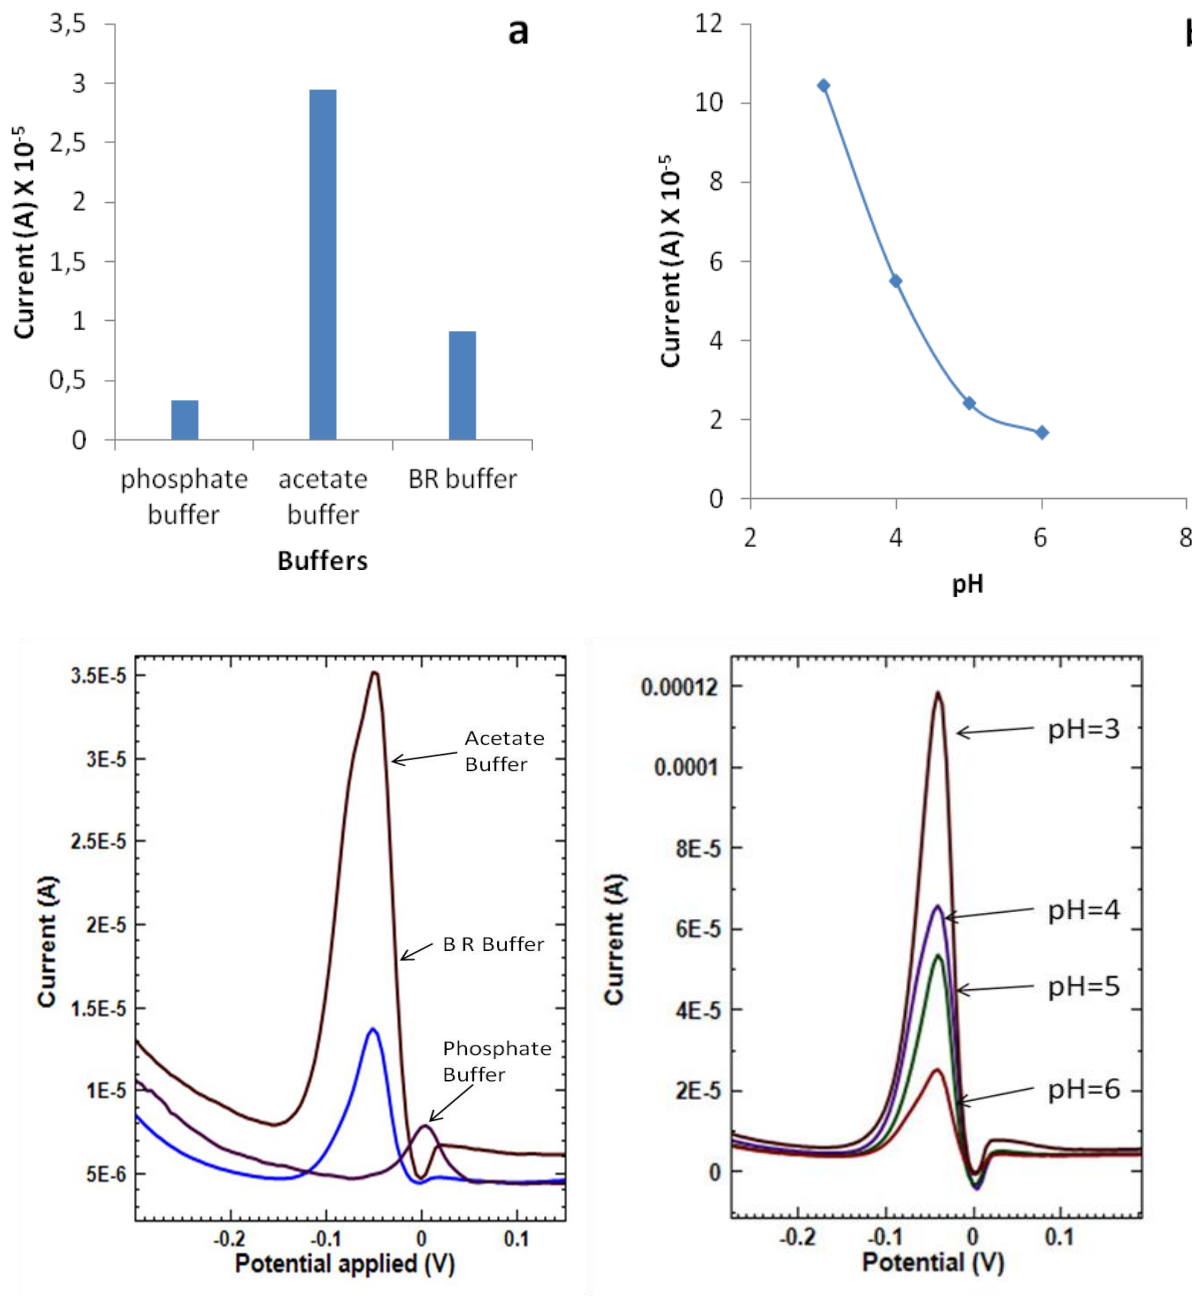 a
3,5
3
2,5
2
1,5
1
0,5
0
Current (A) X 10⁻⁵
phosphate
buffer
acetate
buffer
BR buffer
Buffers
b
12
10
8
6
4
2
0
Current (A) X 10⁻⁵
2
4
6
8
pH
3.5E-5
3E-5
2.5E-5
2E-5
1.5E-5
1E-5
5E-6
Current (A)
Acetate
Buffer
B R Buffer
Phosphate
Buffer
-0.2
-0.1
0
0.1
Potential applied (V)
0.00012
0.0001
8E-5
6E-5
4E-5
2E-5
0
Current (A)
pH=3
pH=4
pH=5
pH=6
-0.2
-0.1
0
0.1
Potential (V)